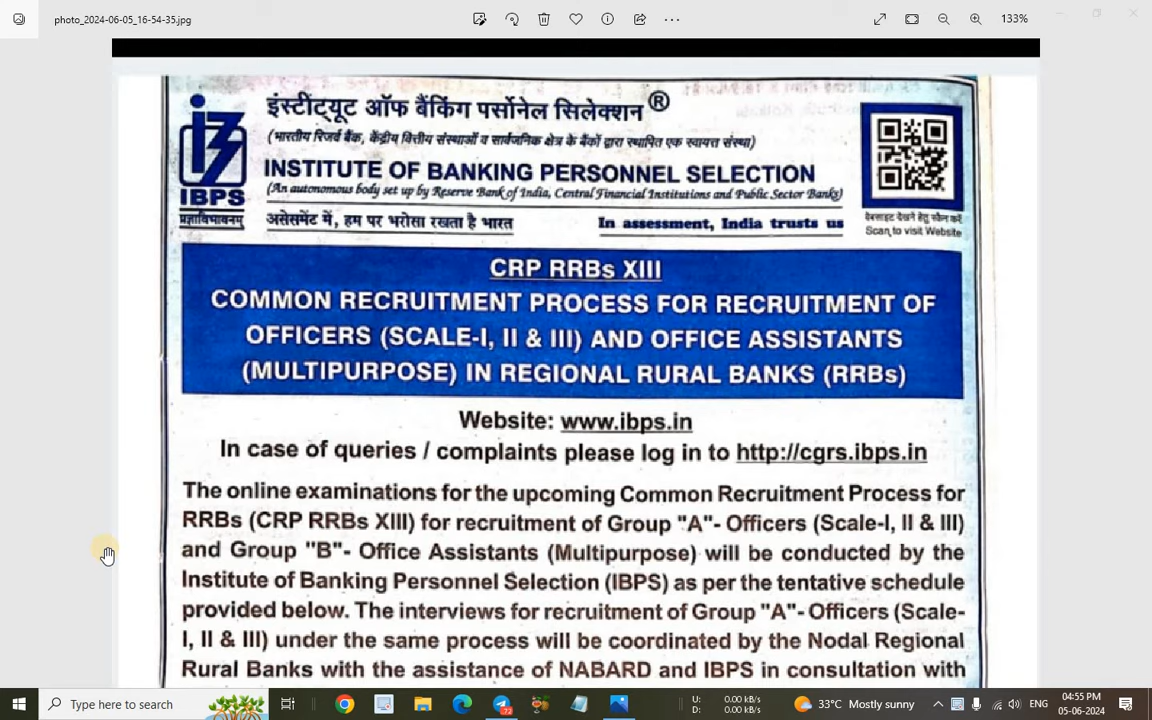 photo_2024-06-05_16-54-35.jpg
133%
इंस्टीट्यूट ऑफ बैंकिंग पर्सोनेल सिलेक्शन ®
(भारतीय रिजर्व बैंक, केंद्रीय वित्तीय संस्थाओं व सार्वजनिक क्षेत्र के बैंकों द्वारा स्थापित एक स्वायत्त संस्था)
INSTITUTE OF BANKING PERSONNEL SELECTION
(An autonomous body set up by Reserve Bank of India, Central Financial Institutions and Public Sector Banks)
IBPS
प्रज्ञाविभावनम्
असेसमेंट में, हम पर भरोसा रखता है भारत
In assessment, India trusts us
वेबसाइट देखने हेतु स्कैन करें
Scan to visit Website
CRP RRBs XIII
COMMON RECRUITMENT PROCESS FOR RECRUITMENT OF
OFFICERS (SCALE-I, II & III) AND OFFICE ASSISTANTS
(MULTIPURPOSE) IN REGIONAL RURAL BANKS (RRBs)
Website: www.ibps.in
In case of queries / complaints please log in to http://cgrs.ibps.in
The online examinations for the upcoming Common Recruitment Process for
RRBs (CRP RRBs XIII) for recruitment of Group "A"- Officers (Scale-I, II & III)
and Group "B"- Office Assistants (Multipurpose) will be conducted by the
Institute of Banking Personnel Selection (IBPS) as per the tentative schedule
provided below. The interviews for recruitment of Group "A"- Officers (Scale-
I, II & III) under the same process will be coordinated by the Nodal Regional
Rural Banks with the assistance of NABARD and IBPS in consultation with
Type here to search
72
U: 0.00 kB/s
D: 0.00 kB/s
33°C Mostly sunny
ENG
04:55 PM
05-06-2024